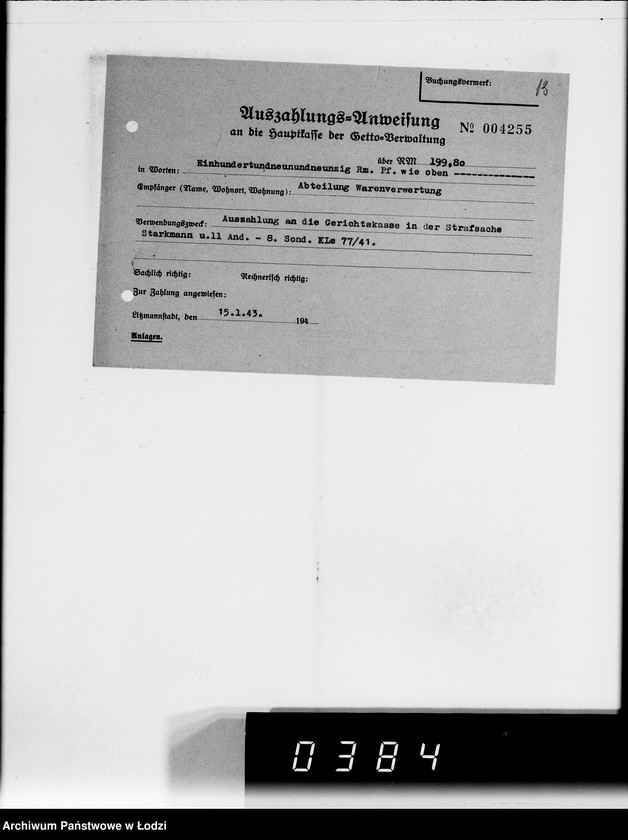 Buchungsvermerk:
13
Auszahlungs-Anweisung
an die Hauptkasse der Getto-Verwaltung
№ 004255
über RM 199,80
in Worten: Einhundertundneunundneunzig Rm. Pf. wie oben ---------------
Empfänger (Name, Wohnort, Wohnung): Abteilung Warenverwertung
Verwendungszweck: Auszahlung an die Gerichtskasse in der Strafsache
Starkmann u.11 And. - 8. Sond. KLs 77/41.
Sachlich richtig: Rechnerisch richtig:
Zur Zahlung angewiesen:
Litzmannstadt, den 15.1.43. 194
Anlagen.
0384
Archiwum Państwowe w Łodzi